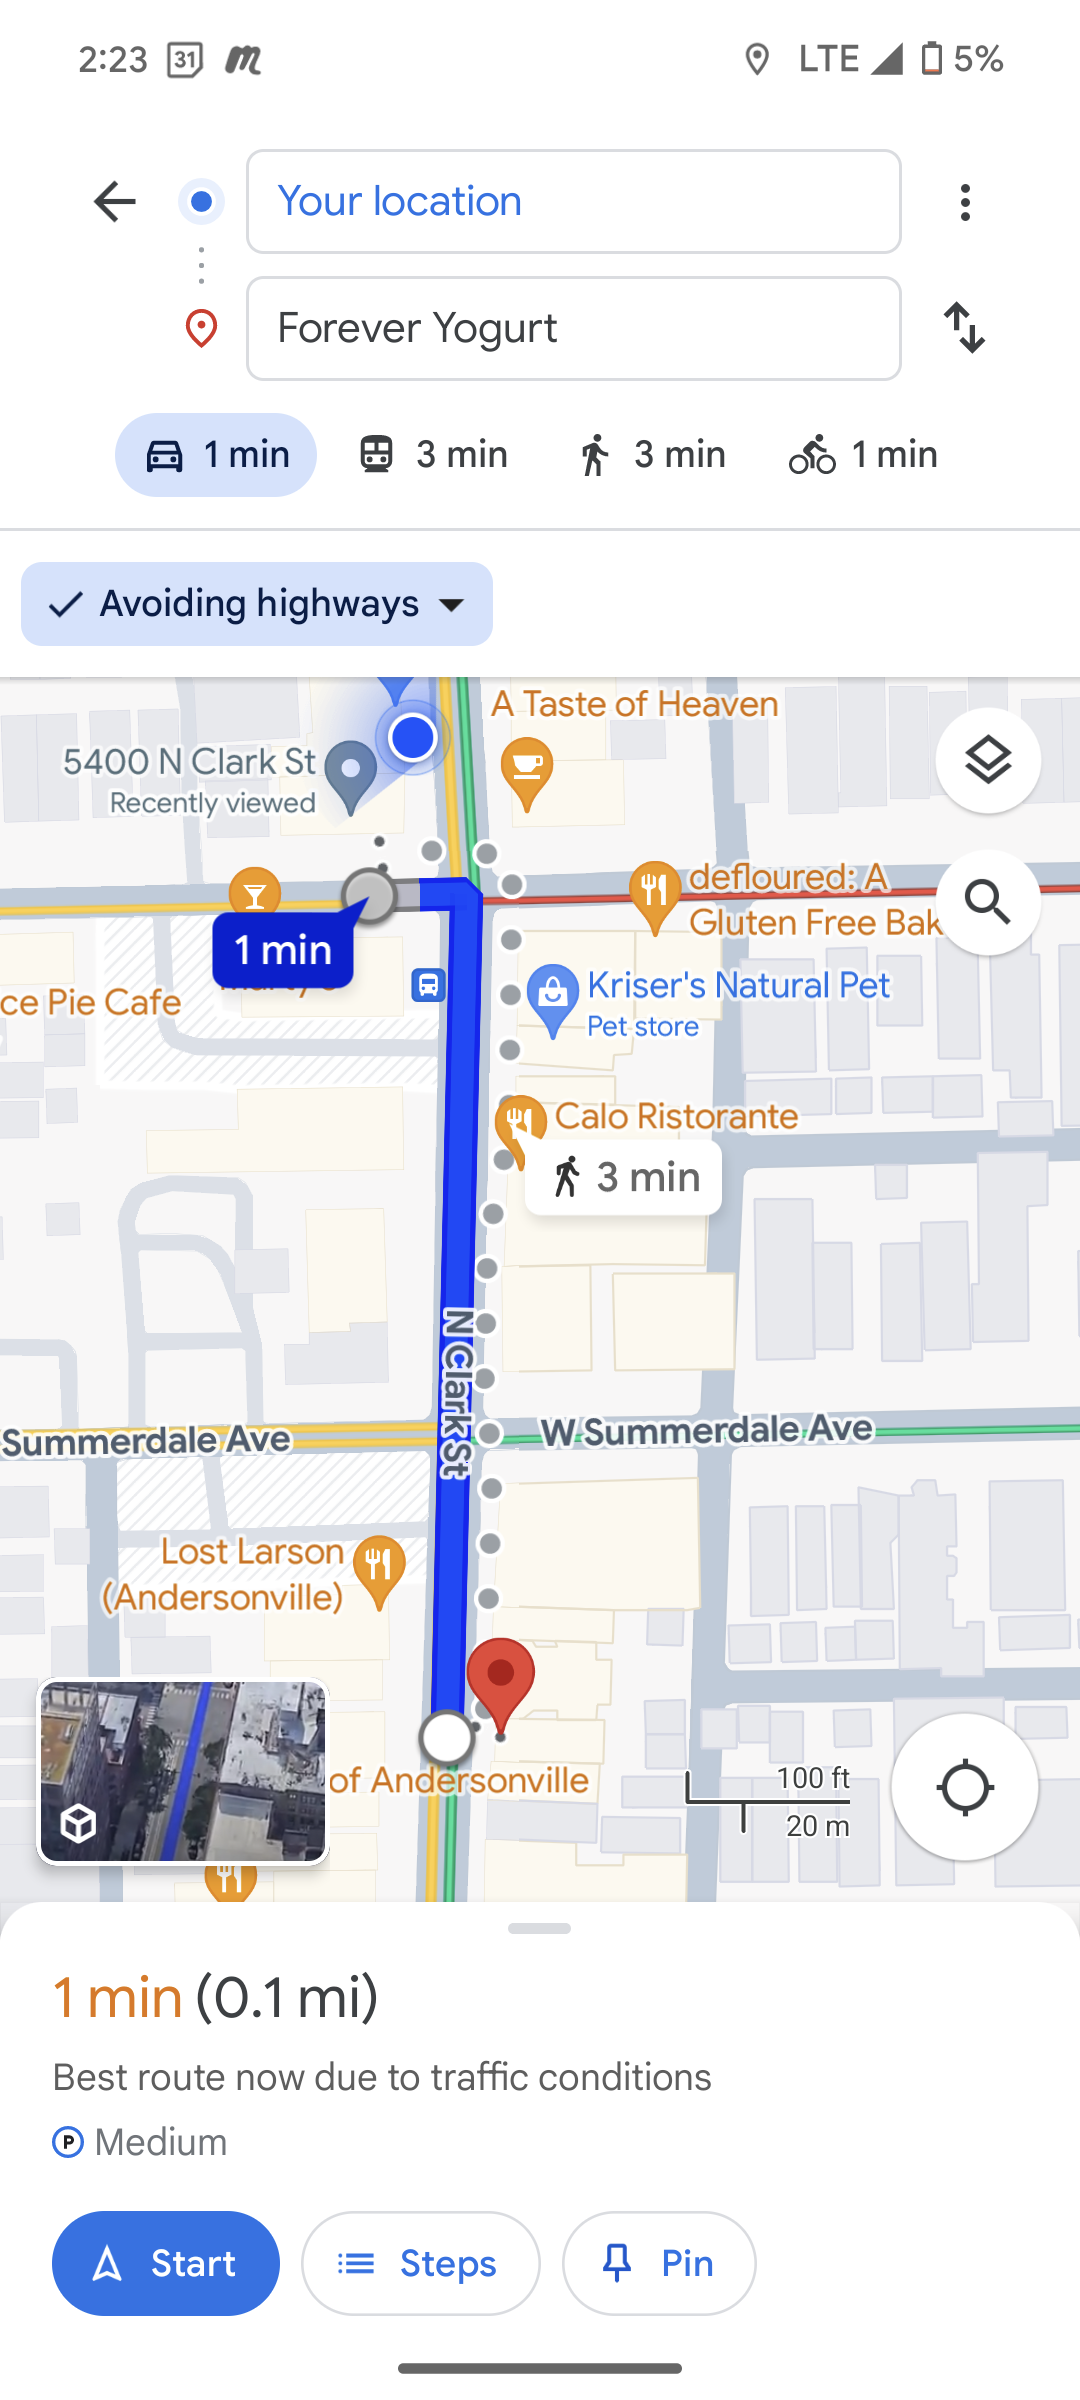 2:23 31 LTE 5%
Your location
Forever Yogurt
1 min 3 min 3 min 1 min
Avoiding highways
A Taste of Heaven
5400 N Clark St
Recently viewed
defloured: A
Gluten Free Bak
1 min
Kriser's Natural Pet
Pet store
ce Pie Cafe
Calo Ristorante
3 min
N Clark St
Summerdale Ave
W Summerdale Ave
Lost Larson
(Andersonville)
of Andersonville
100 ft
20 m
1 min (0.1 mi)
Best route now due to traffic conditions
P Medium
Start Steps Pin